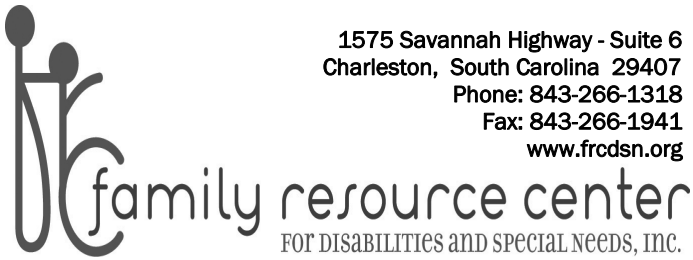 1575 Savannah Highway - Suite 6
Charleston, South Carolina 29407
Phone: 843-266-1318
Fax: 843-266-1941
www.frcdsn.org
family resource center
FOR DISABILITIES AND SPECIAL NEEDS, INC.